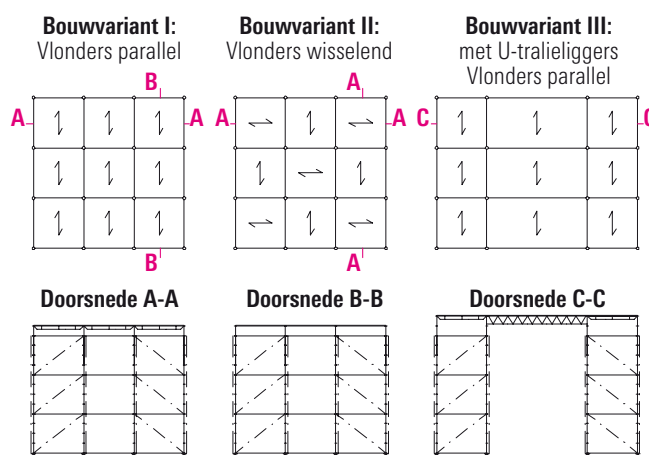 Bouwvariant I:
Vlonders parallel
Bouwvariant II:
Vlonders wisselend
Bouwvariant III:
met U-tralieliggers
Vlonders parallel
B
A
A A
A A
C
C
B
A
Doorsnede A-A
Doorsnede B-B
Doorsnede C-C